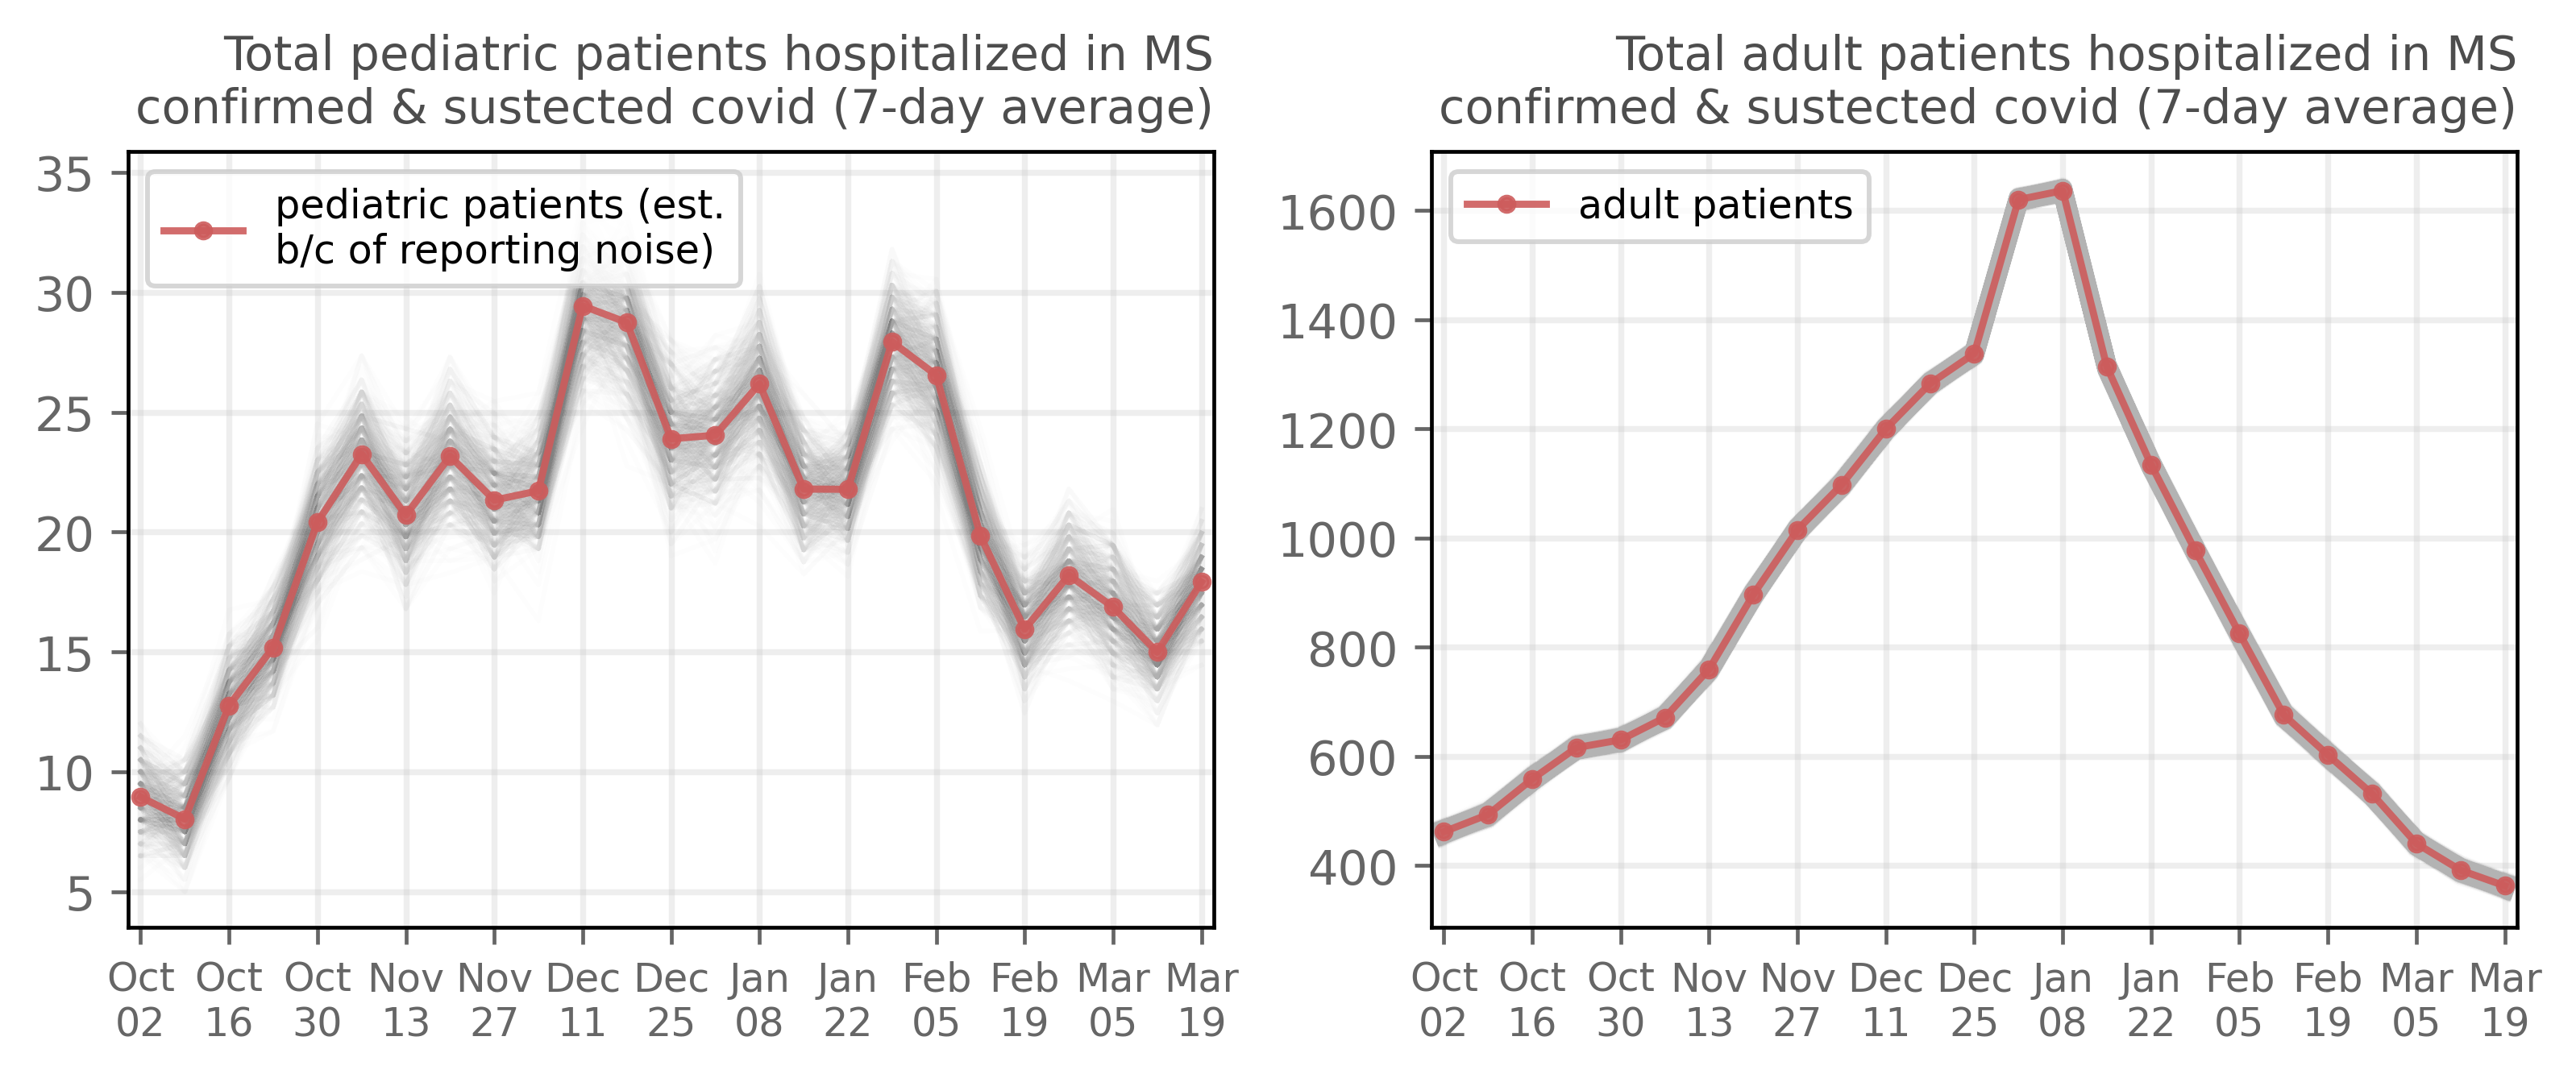 Total pediatric patients hospitalized in MS
confirmed & sustected covid (7-day average)
35
30
25
20
15
10
5
pediatric patients (est.
b/c of reporting noise)
Oct Oct Oct Nov Nov Dec Dec Jan Jan Feb Feb Mar Mar
02 16 30 13 27 11 25 08 22 05 19 05 19
Total adult patients hospitalized in MS
confirmed & sustected covid (7-day average)
1600
1400
1200
1000
800
600
400
adult patients
Oct Oct Oct Nov Nov Dec Dec Jan Jan Feb Feb Mar Mar
02 16 30 13 27 11 25 08 22 05 19 05 19